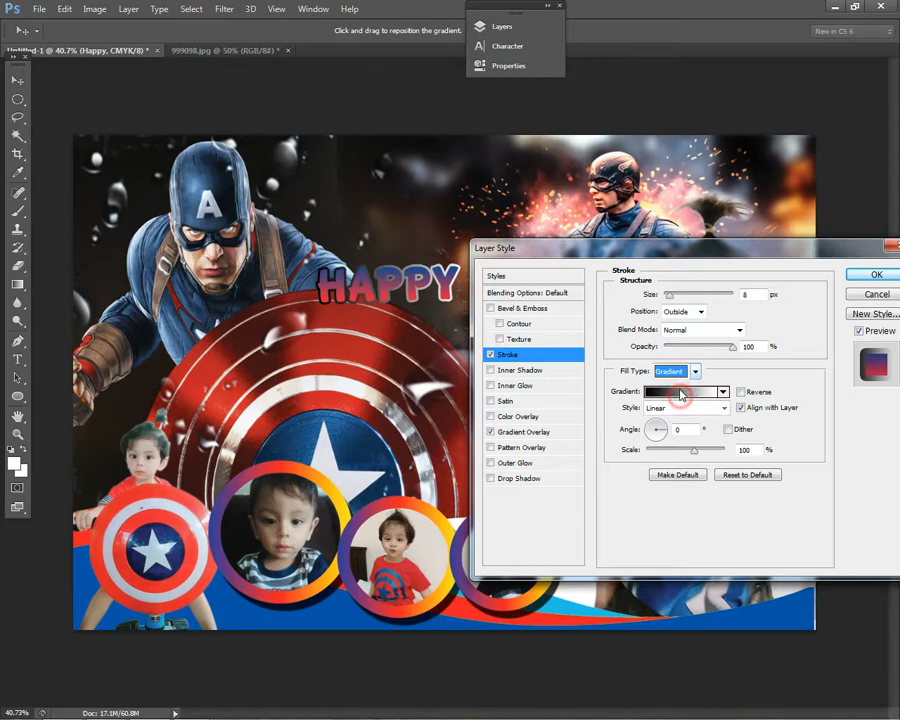 Ps File Edit Image Layer Type Select Filter 3D View Window Help
Click and drag to reposition the gradient.
New in CS 6
Untitled-1 @ 40.7% (Happy, CMYK/8) * ×
999098.jpg @ 50% (RGB/8#) * ×
Layers
Character
Properties
A
HAPPY
Layer Style
Styles
Blending Options: Default
Bevel & Emboss
Contour
Texture
Stroke
Inner Shadow
Inner Glow
Satin
Color Overlay
Gradient Overlay
Pattern Overlay
Outer Glow
Drop Shadow
Stroke
Structure
Size: 8 px
Position: Outside
Blend Mode: Normal
Opacity: 100 %
Fill Type: Gradient
Gradient: Reverse
Style: Linear Align with Layer
Angle: 0 ° Dither
Scale: 100 %
Make Default Reset to Default
OK
Cancel
New Style...
Preview
40.73% Doc: 17.1M/60.8M